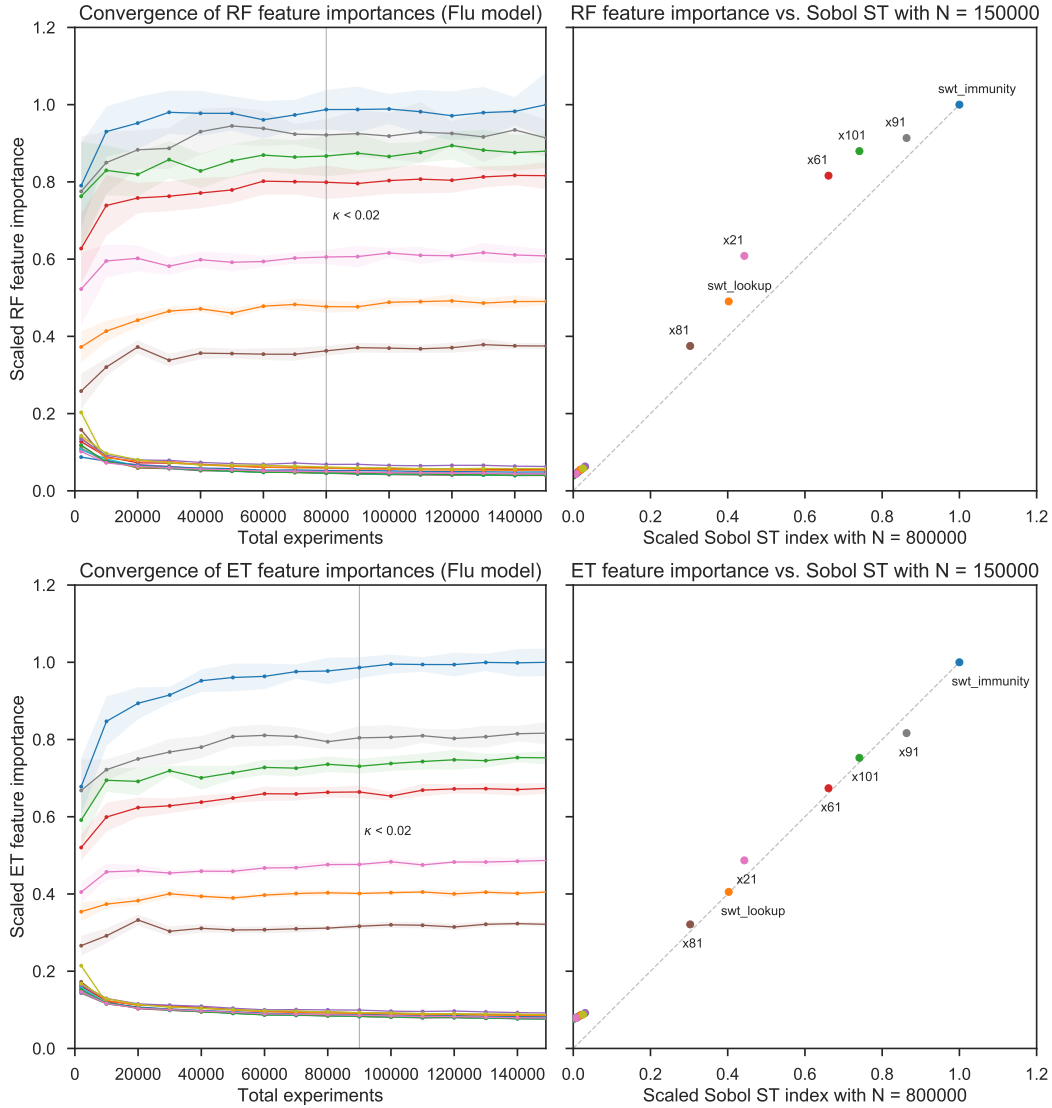 Convergence of RF feature importances (Flu model)
Scaled RF feature importance
1.2
1.0
0.8
0.6
0.4
0.2
0.0
κ < 0.02
20000 40000 60000 80000 100000 120000 140000
Total experiments
RF feature importance vs. Sobol ST with N = 150000
swt_immunity
x91
x101
x61
x21
swt_lookup
x81
0.0 0.2 0.4 0.6 0.8 1.0 1.2
Scaled Sobol ST index with N = 800000
Convergence of ET feature importances (Flu model)
Scaled ET feature importance
1.2
1.0
0.8
0.6
0.4
0.2
0.0
κ < 0.02
20000 40000 60000 80000 100000 120000 140000
Total experiments
ET feature importance vs. Sobol ST with N = 150000
swt_immunity
x91
x101
x61
x21
swt_lookup
x81
0.0 0.2 0.4 0.6 0.8 1.0 1.2
Scaled Sobol ST index with N = 800000